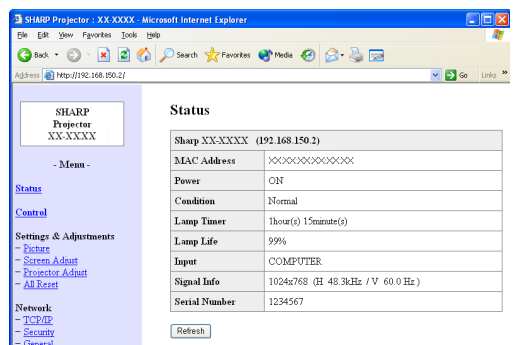 SHARP Projector : XX-XXXX - Microsoft Internet Explorer
File Edit View Favorites Tools Help
Back Search Favorites Media
Address http://192.168.150.2/ Go Links »
SHARP
Projector
XX-XXXX
- Menu -
Status
Control
Settings & Adjustments
– Picture
– Screen Adjust
– Projector Adjust
– All Reset
Network
– TCP/IP
– Security
– General
Status
Sharp XX-XXXX (192.168.150.2)
MAC Address XXXXXXXXXXXX
Power ON
Condition Normal
Lamp Timer 1hour(s) 15minute(s)
Lamp Life 99%
Input COMPUTER
Signal Info 1024x768 (H 48.3kHz / V 60.0 Hz )
Serial Number 1234567
Refresh